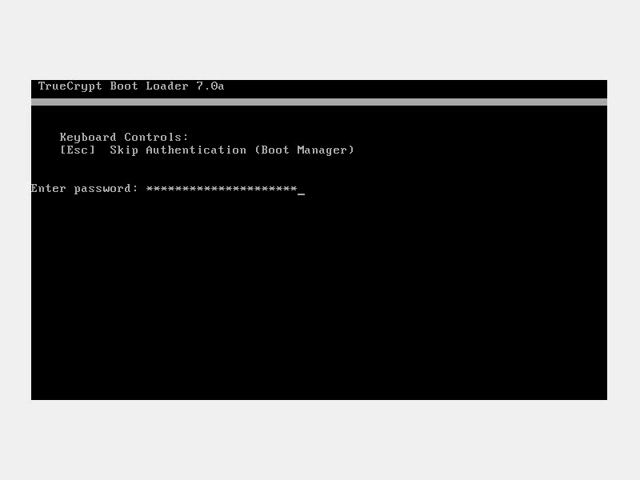 TrueCrypt Boot Loader 7.0a
Keyboard Controls:
[Esc]  Skip Authentication (Boot Manager)
Enter password: *********************_